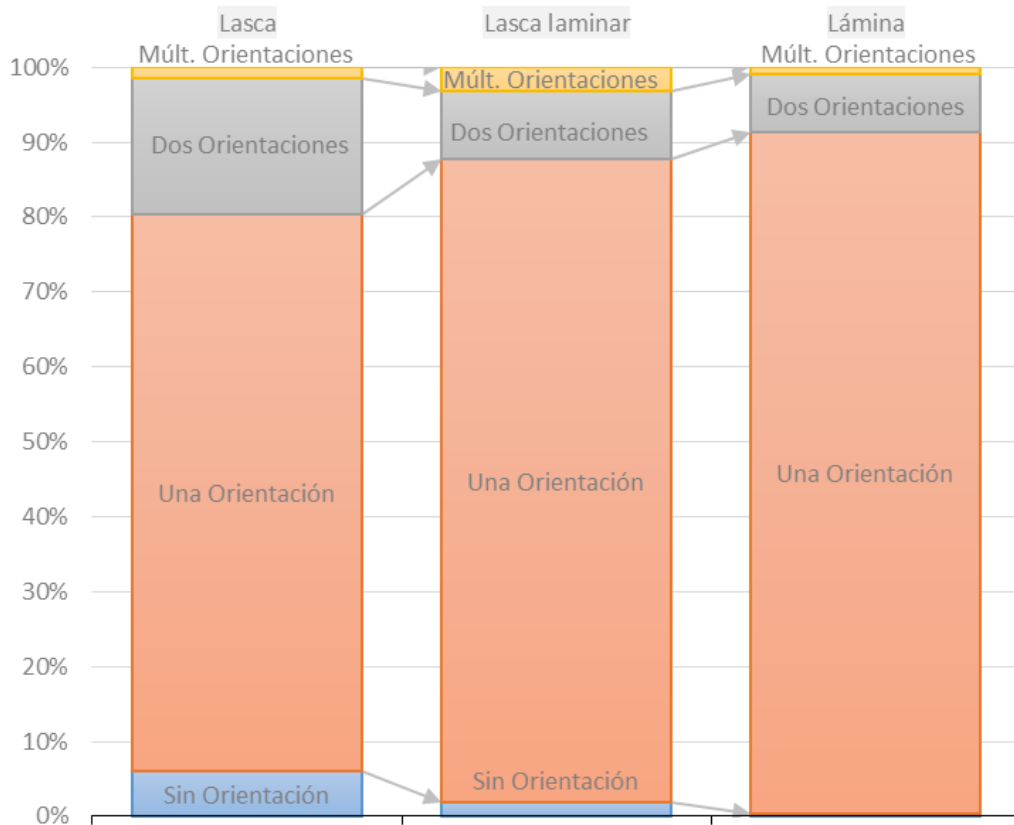 Lasca
Lasca laminar
Lámina
Múlt. Orientaciones
Múlt. Orientaciones
Múlt. Orientaciones
100%
90%
80%
70%
60%
50%
40%
30%
20%
10%
0%
Dos Orientaciones
Dos Orientaciones
Dos Orientaciones
Una Orientación
Una Orientación
Una Orientación
Sin Orientación
Sin Orientación